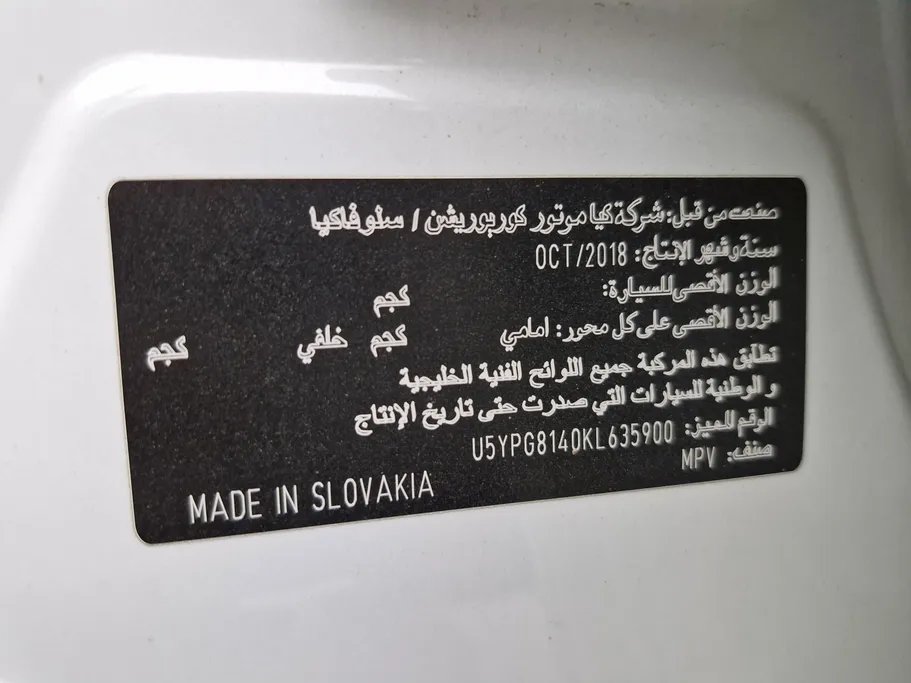 صنعت من قبل: شركة كيا موتور كوربوريشن / سلوفاكيا
سنة وشهر الإنتاج: OCT/2018
الوزن الأقصى للسيارة: كجم
الوزن الأقصى على كل محور: امامي كجم خلفي كجم
تطابق هذه المركبة جميع اللوائح الفنية الخليجية
و الوطنية للسيارات التي صدرت حتى تاريخ الإنتاج
الرقم المميز: U5YPG814DKL635900
صنف: MPV
MADE IN SLOVAKIA